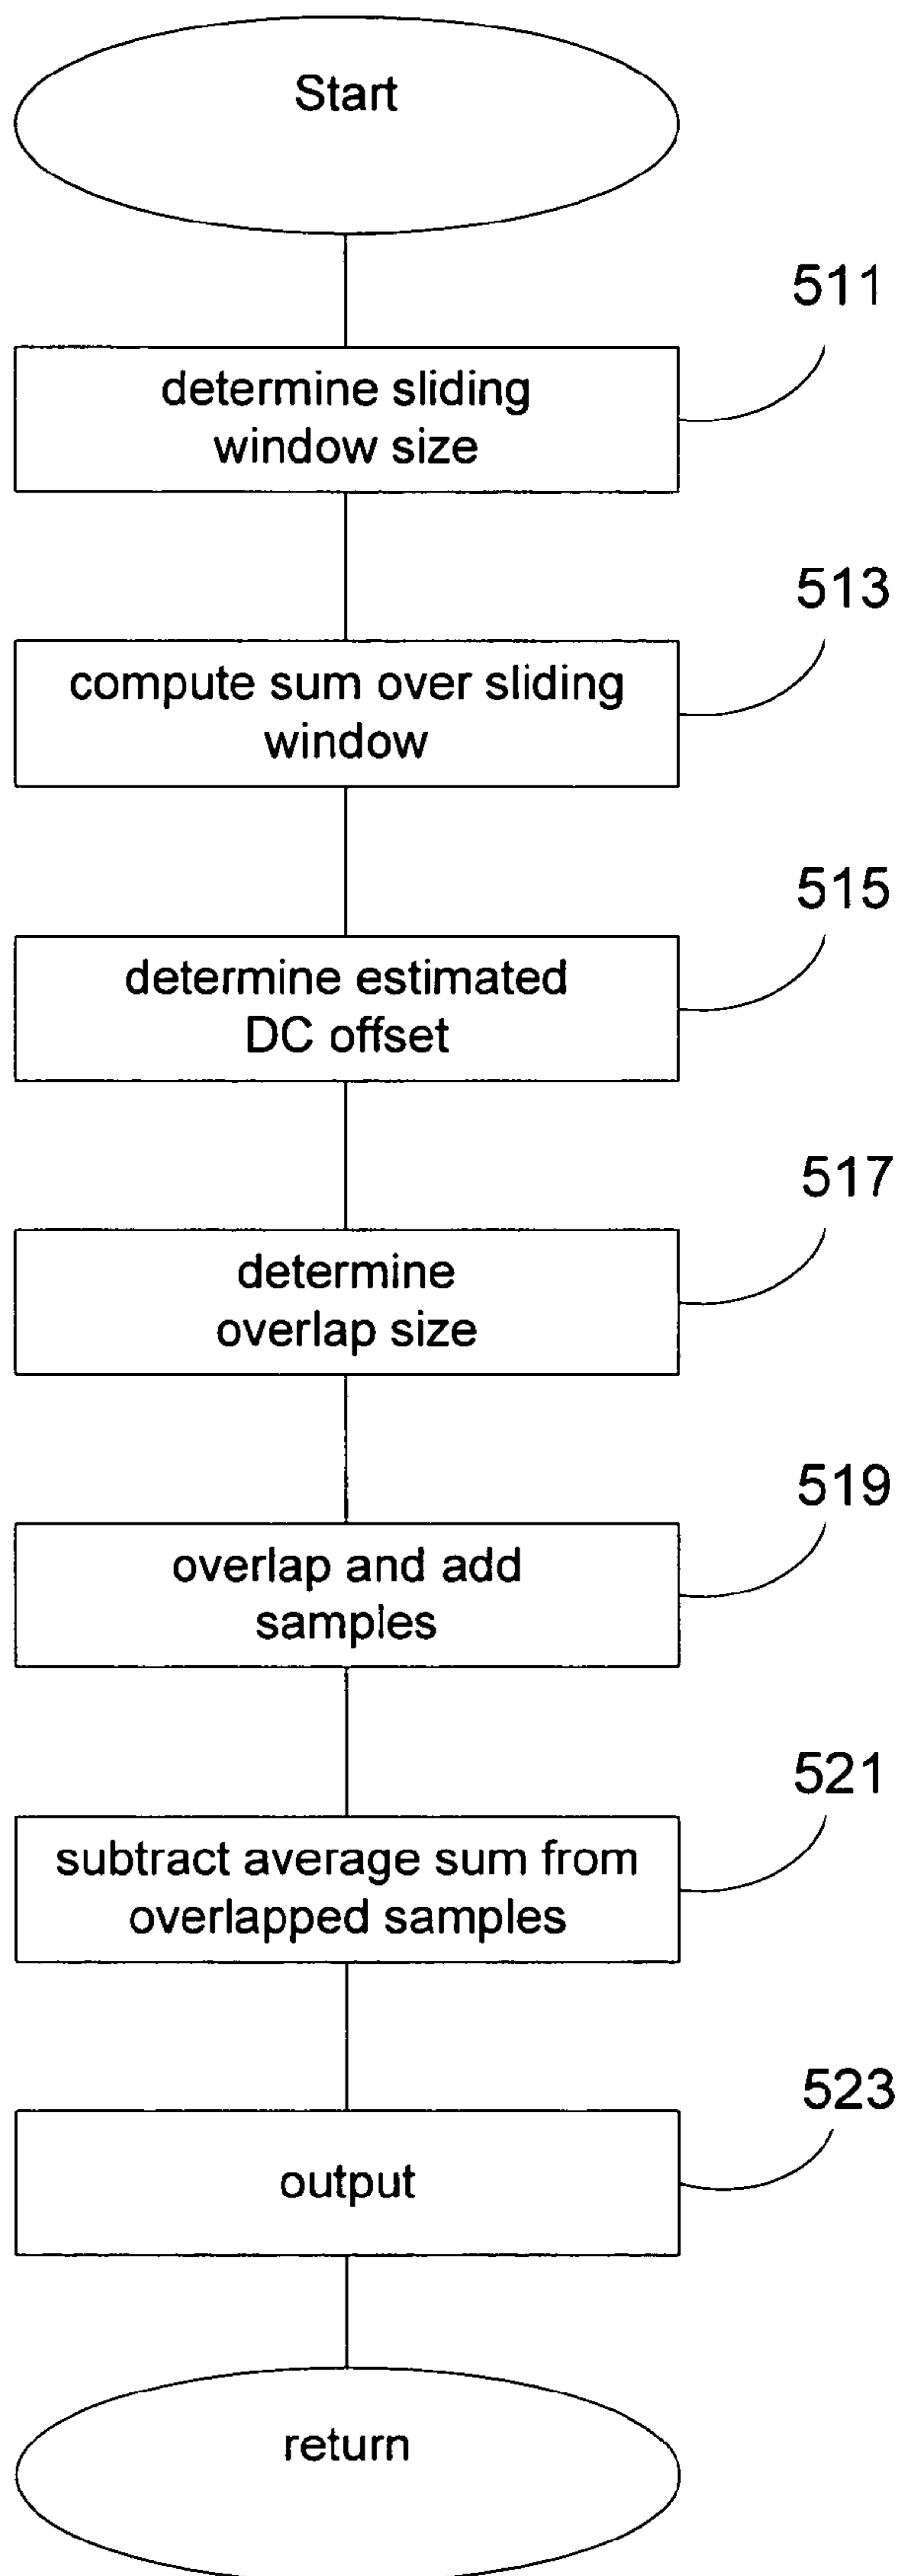 Start
511
determine sliding
window size
513
compute sum over sliding
window
515
determine estimated
DC offset
517
determine
overlap size
519
overlap and add
samples
521
subtract average sum from
overlapped samples
523
output
return